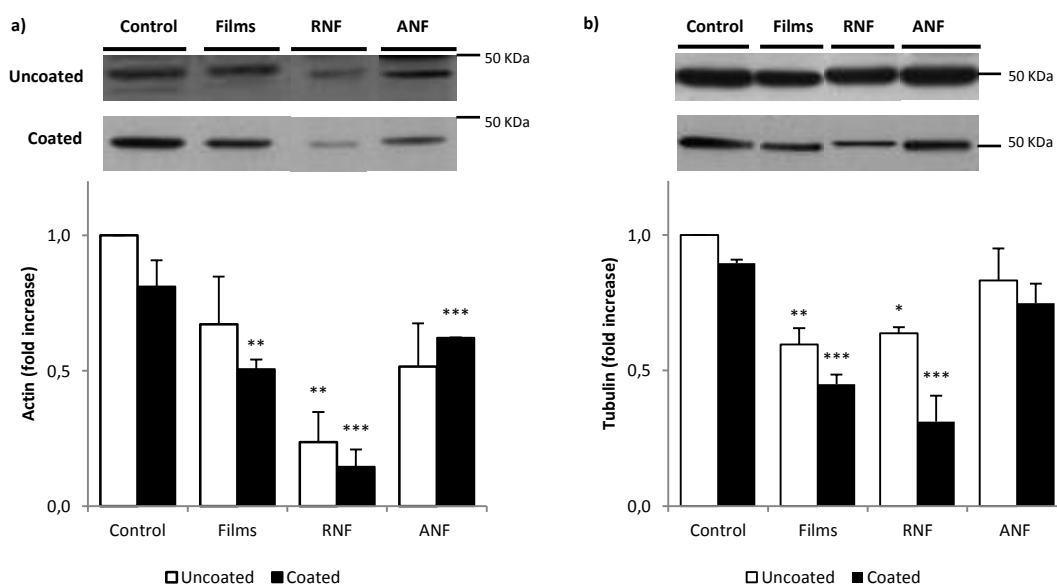 a)
Control Films RNF ANF
Uncoated
50 KDa
Coated
50 KDa
Actin (fold increase)
1,0
0,5
0,0
**
**
***
***
Control Films RNF ANF
Uncoated Coated
b)
Control Films RNF ANF
50 KDa
50 KDa
Tubulin (fold increase)
1,0
0,5
0,0
**
***
*
***
Control Films RNF ANF
Uncoated Coated